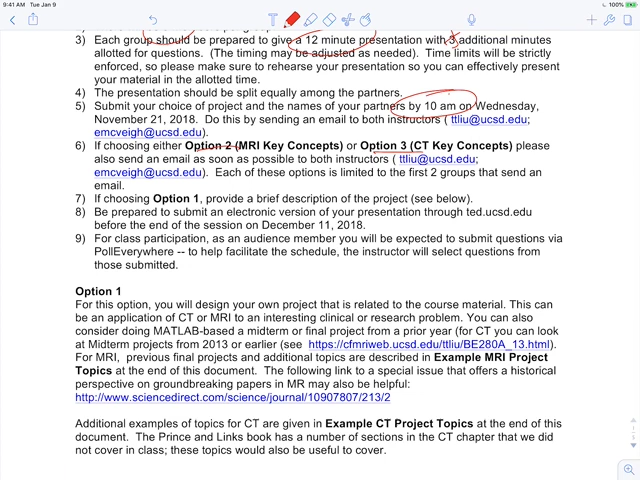 9:41 AM Tue Jan 9
100%
3) Each group should be prepared to give a 12 minute presentation with 3 additional minutes
allotted for questions. (The timing may be adjusted as needed). Time limits will be strictly
enforced, so please make sure to rehearse your presentation so you can effectively present
your material in the allotted time.
4) The presentation should be split equally among the partners.
5) Submit your choice of project and the names of your partners by 10 am on Wednesday,
November 21, 2018. Do this by sending an email to both instructors ( ttliu@ucsd.edu;
emcveigh@ucsd.edu).
6) If choosing either Option 2 (MRI Key Concepts) or Option 3 (CT Key Concepts) please
also send an email as soon as possible to both instructors ( ttliu@ucsd.edu;
emcveigh@ucsd.edu). Each of these options is limited to the first 2 groups that send an
email.
7) If choosing Option 1, provide a brief description of the project (see below).
8) Be prepared to submit an electronic version of your presentation through ted.ucsd.edu
before the end of the session on December 11, 2018.
9) For class participation, as an audience member you will be expected to submit questions via
PollEverywhere -- to help facilitate the schedule, the instructor will select questions from
those submitted.
Option 1
For this option, you will design your own project that is related to the course material. This can
be an application of CT or MRI to an interesting clinical or research problem. You can also
consider doing MATLAB-based a midterm or final project from a prior year (for CT you can look
at Midterm projects from 2013 or earlier (see https://cfmriweb.ucsd.edu/ttliu/BE280A_13.html).
For MRI, previous final projects and additional topics are described in Example MRI Project
Topics at the end of this document. The following link to a special issue that offers a historical
perspective on groundbreaking papers in MR may also be helpful:
http://www.sciencedirect.com/science/journal/10907807/213/2
Additional examples of topics for CT are given in Example CT Project Topics at the end of this
document. The Prince and Links book has a number of sections in the CT chapter that we did
not cover in class; these topics would also be useful to cover.